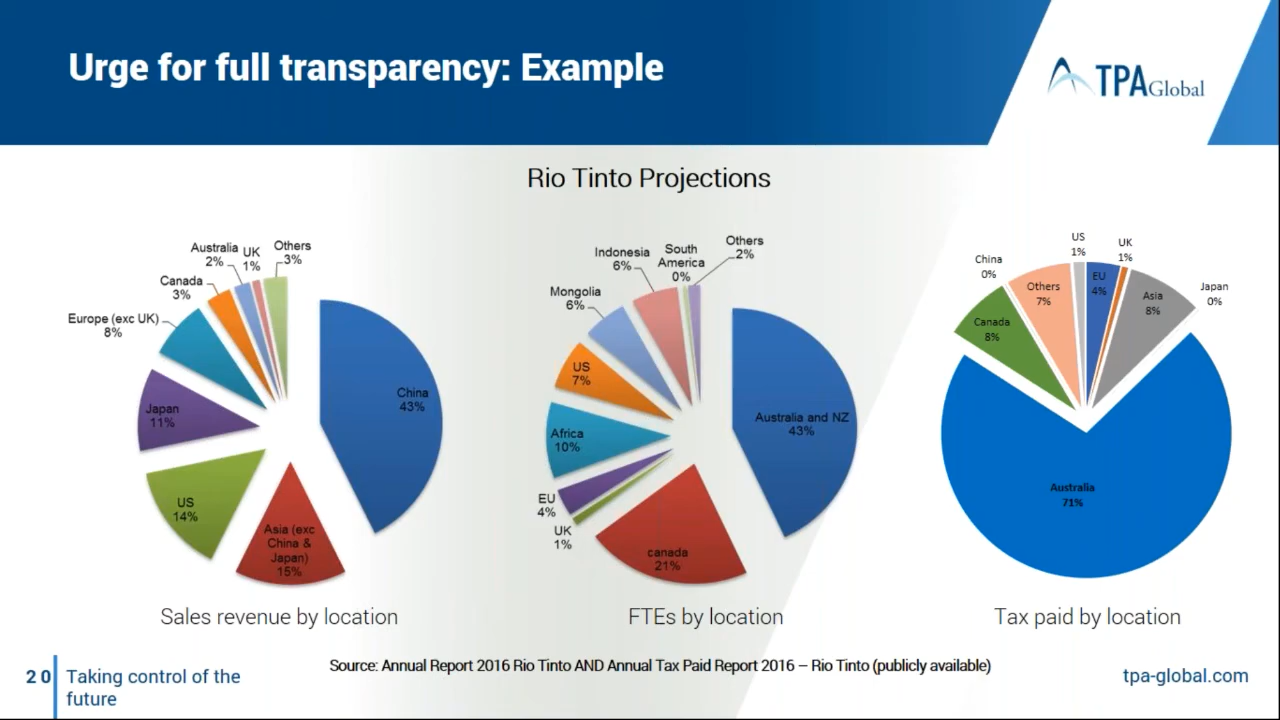 Urge for full transparency: Example
TPAGlobal
Rio Tinto Projections
China
43%
Asia (exc
China &
Japan)
15%
US
14%
Japan
11%
Europe (exc UK)
8%
Canada
3%
Australia
2%
UK
1%
Others
3%
Sales revenue by location
Australia and NZ
43%
canada
21%
UK
1%
EU
4%
Africa
10%
US
7%
Mongolia
6%
Indonesia
6%
South
America
0%
Others
2%
FTEs by location
US
1%
EU
4%
UK
1%
Asia
8%
Japan
0%
Australia
71%
Canada
8%
China
0%
Others
7%
Tax paid by location
Source: Annual Report 2016 Rio Tinto AND Annual Tax Paid Report 2016 – Rio Tinto (publicly available)
20
Taking control of the
future
tpa-global.com